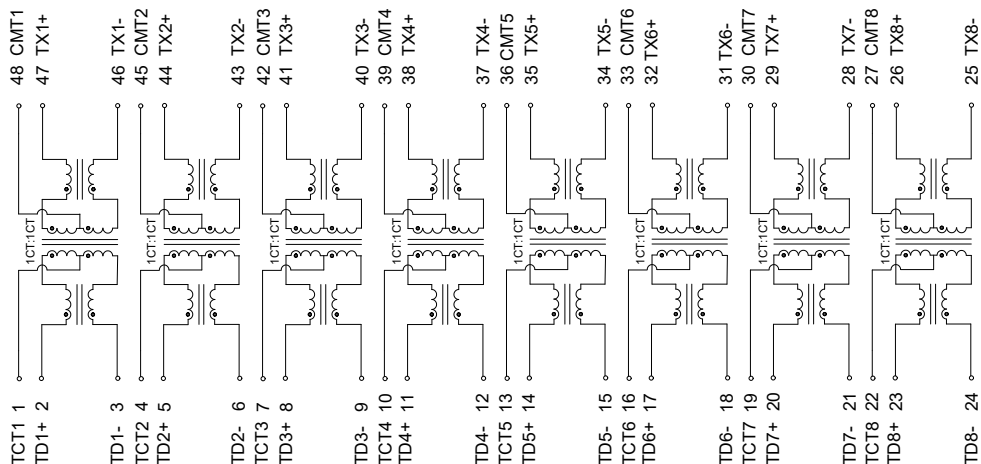 48 CMT1
47 TX1+
46 TX1-
45 CMT2
44 TX2+
43 TX2-
42 CMT3
41 TX3+
40 TX3-
39 CMT4
38 TX4+
37 TX4-
36 CMT5
35 TX5+
34 TX5-
33 CMT6
32 TX6+
31 TX6-
30 CMT7
29 TX7+
28 TX7-
27 CMT8
26 TX8+
25 TX8-
1CT:1CT
1CT:1CT
1CT:1CT
1CT:1CT
1CT:1CT
1CT:1CT
1CT:1CT
1CT:1CT
TCT1 1
TD1+ 2
TD1- 3
TCT2 4
TD2+ 5
TD2- 6
TCT3 7
TD3+ 8
TD3- 9
TCT4 10
TD4+ 11
TD4- 12
TCT5 13
TD5+ 14
TD5- 15
TCT6 16
TD6+ 17
TD6- 18
TCT7 19
TD7+ 20
TD7- 21
TCT8 22
TD8+ 23
TD8- 24